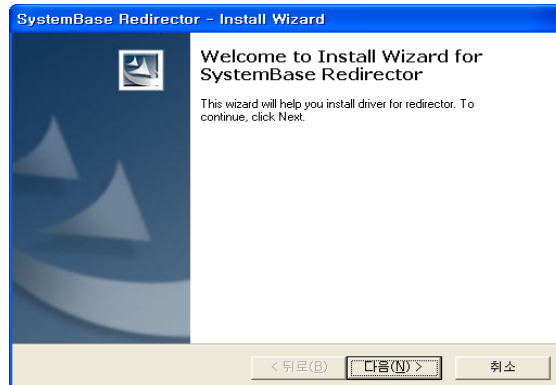 SystemBase Redirector - Install Wizard
Welcome to Install Wizard for
SystemBase Redirector
This wizard will help you install driver for redirector. To
continue, click Next.
< 뒤로(B)
다음(N) >
취소